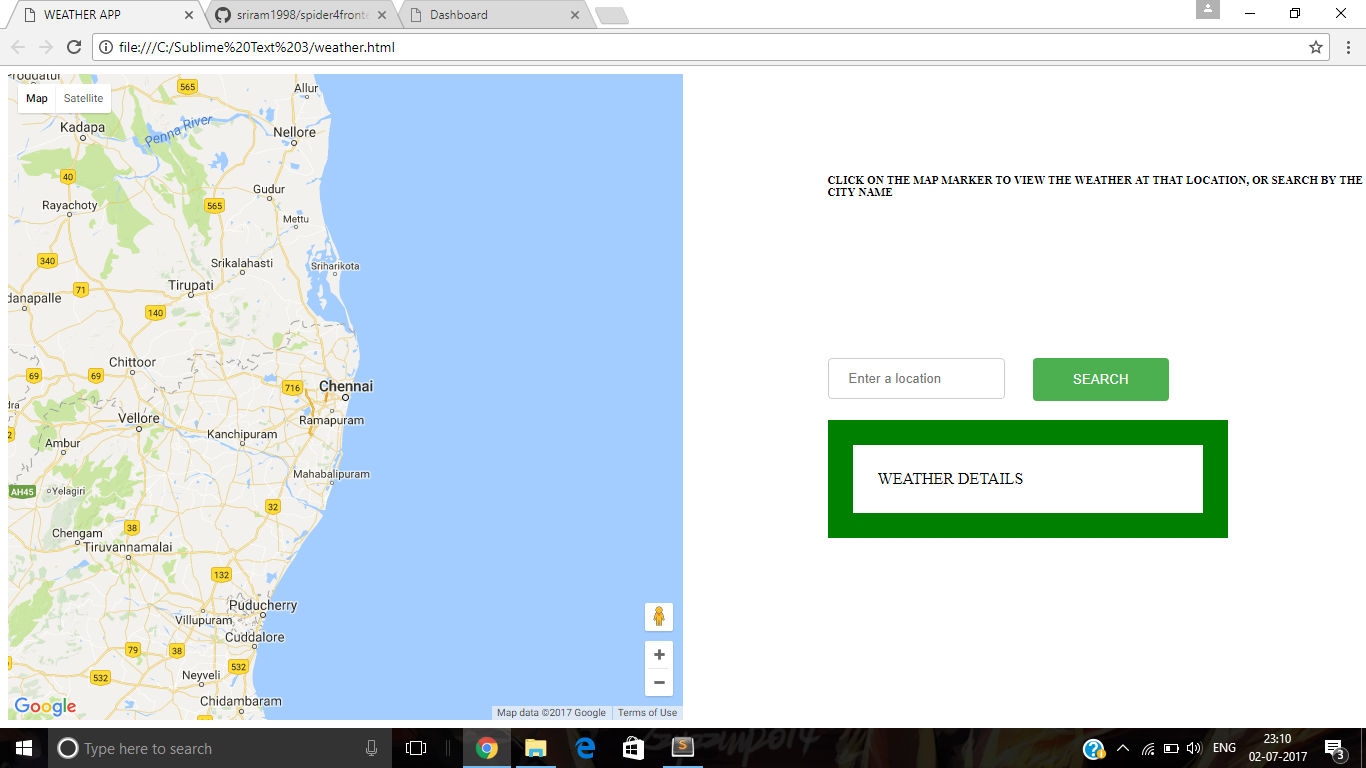 WEATHER APP
sriram1998/spider4fronte
Dashboard
file:///C:/Sublime%20Text%203/weather.html
Map Satellite
565
Allur
Kadapa
Penna River
Nellore
40
Gudur
Rayachoty
565
Mettu
340
Srikalahasti
Sriharikota
Tirupati
71
danapalle
140
Chittoor
69
69
716
Chennai
Ramapuram
Vellore
Kanchipuram
Ambur
Mahabalipuram
AH45
Yelagiri
32
38
Chengam
Tiruvannamalai
132
Puducherry
Villupuram
Cuddalore
79
38
532
532
Neyveli
Chidambaram
Google
Map data ©2017 Google
Terms of Use
CLICK ON THE MAP MARKER TO VIEW THE WEATHER AT THAT LOCATION, OR SEARCH BY THE
CITY NAME
Enter a location
SEARCH
WEATHER DETAILS
Type here to search
ENG
23:10
02-07-2017
3